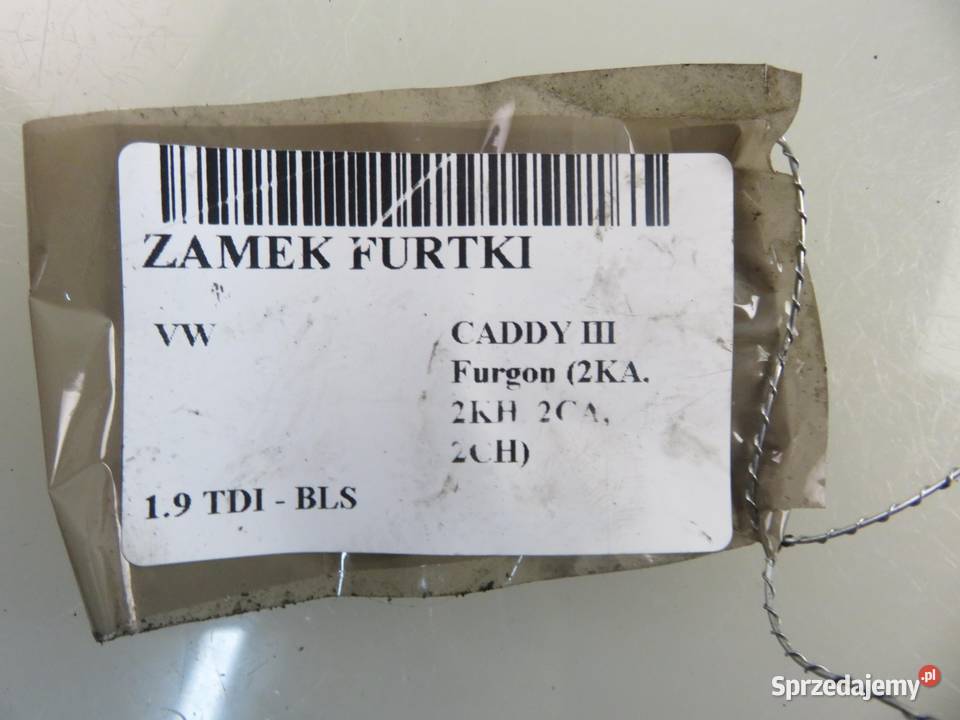 ZAMEK FURTKI
VW
CADDY III
Furgon (2KA,
2KH, 2CA,
2CH)
1.9 TDI - BLS
Sprzedajemy.pl